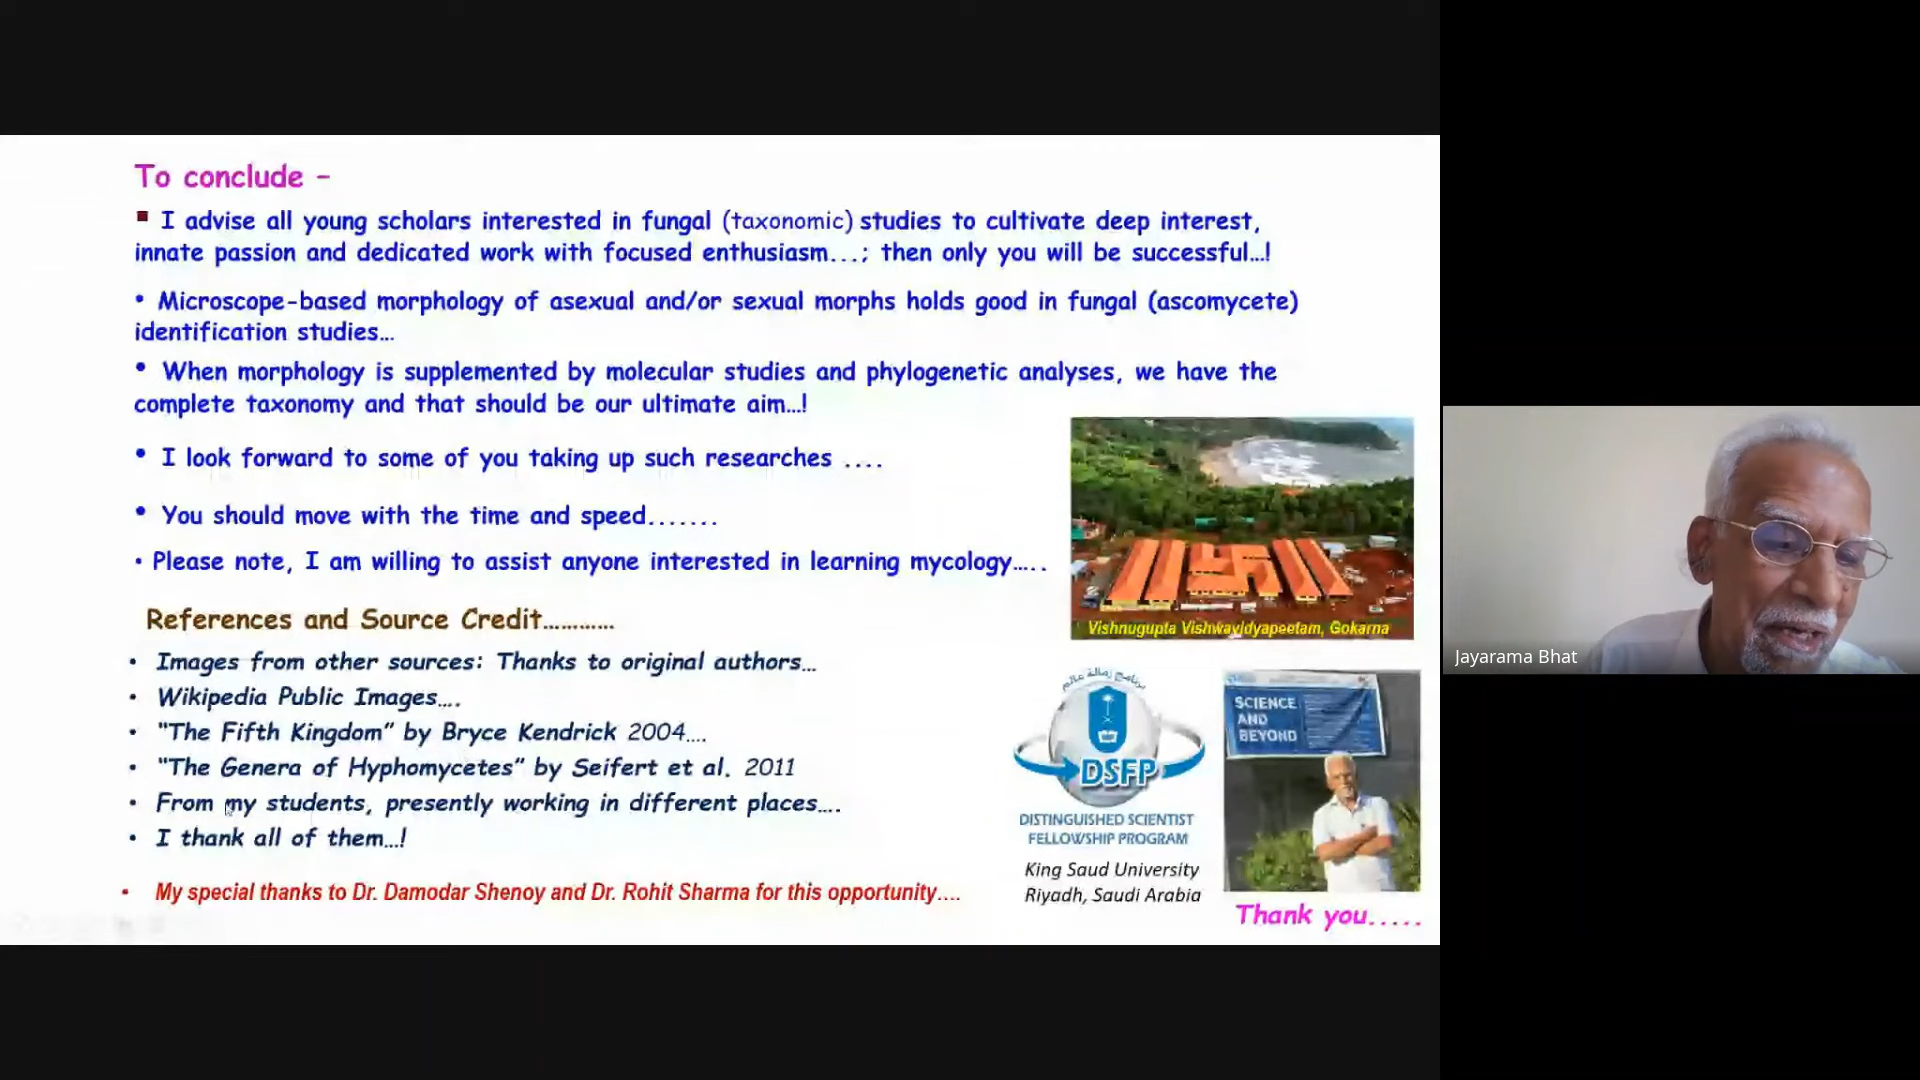 To conclude –
▪ I advise all young scholars interested in fungal (taxonomic) studies to cultivate deep interest,
innate passion and dedicated work with focused enthusiasm...; then only you will be successful…!
• Microscope-based morphology of asexual and/or sexual morphs holds good in fungal (ascomycete)
identification studies…
• When morphology is supplemented by molecular studies and phylogenetic analyses, we have the
complete taxonomy and that should be our ultimate aim…!
• I look forward to some of you taking up such researches ....
• You should move with the time and speed.......
• Please note, I am willing to assist anyone interested in learning mycology…..
References and Source Credit…………
• Images from other sources: Thanks to original authors…
• Wikipedia Public Images….
• “The Fifth Kingdom” by Bryce Kendrick 2004….
• “The Genera of Hyphomycetes” by Seifert et al. 2011
• From my students, presently working in different places….
• I thank all of them…!
• My special thanks to Dr. Damodar Shenoy and Dr. Rohit Sharma for this opportunity….
Vishnugupta Vishwavidyapeetam, Gokarna
برنامج زمالة عالم
DSFP
DISTINGUISHED SCIENTIST
FELLOWSHIP PROGRAM
King Saud University
Riyadh, Saudi Arabia
SCIENCE
AND
BEYOND
Thank you.....
Jayarama Bhat